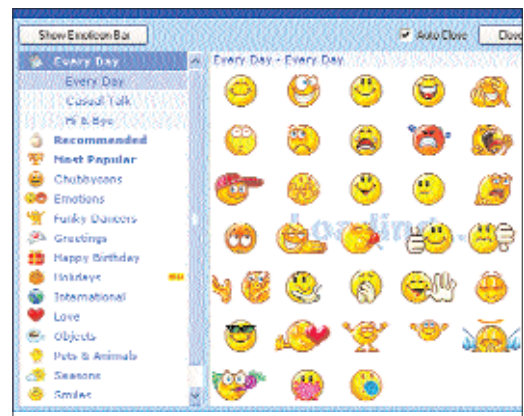 Show Emoticon Bar
Auto Close
Close
Every Day
Every Day - Every Day
Every Day
Casual Talk
Hi & Bye
Recommended
Most Popular
Chubbycons
Emotions
Funky Dancers
Greetings
Happy Birthday
Holidays
International
Love
Objects
Pets & Animals
Seasons
Smiles
Loading...